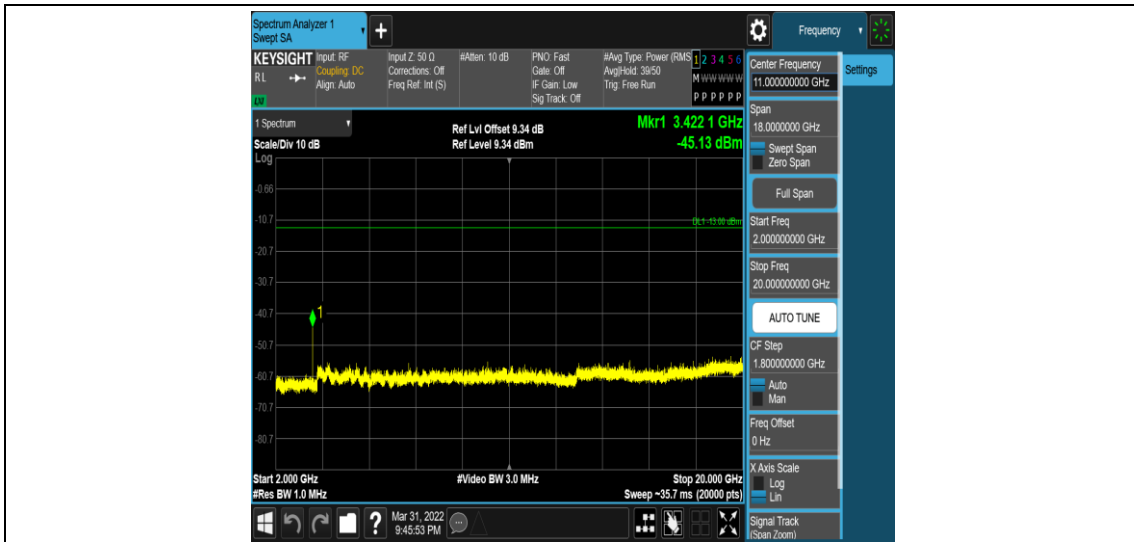 Spectrum Analyzer 1
Swept SA
+
Frequency
KEYSIGHT
RL
Input: RF
Coupling: DC
Align: Auto
Input Z: 50 Ω
Corrections: Off
Freq Ref: Int (S)
#Atten: 10 dB
PNO: Fast
Gate: Off
IF Gain: Low
Sig Track: Off
#Avg Type: Power (RMS
Avg|Hold: 39/50
Trig: Free Run
1 2 3 4 5 6
M W W W W W
P P P P P P
1 Spectrum
Scale/Div 10 dB
Log
Ref Lvl Offset 9.34 dB
Ref Level 9.34 dBm
Mkr1 3.422 1 GHz
-45.13 dBm
-0.66
-10.7
DL1 -13.00 dBm
-20.7
-30.7
-40.7
1
-50.7
-60.7
-70.7
-80.7
Start 2.000 GHz
#Res BW 1.0 MHz
#Video BW 3.0 MHz
Stop 20.000 GHz
Sweep ~35.7 ms (20000 pts)
?
Mar 31, 2022
9:45:53 PM
Center Frequency
11.000000000 GHz
Settings
Span
18.0000000 GHz
Swept Span
Zero Span
Full Span
Start Freq
2.000000000 GHz
Stop Freq
20.000000000 GHz
AUTO TUNE
CF Step
1.800000000 GHz
Auto
Man
Freq Offset
0 Hz
X Axis Scale
Log
Lin
Signal Track
(Span Zoom)